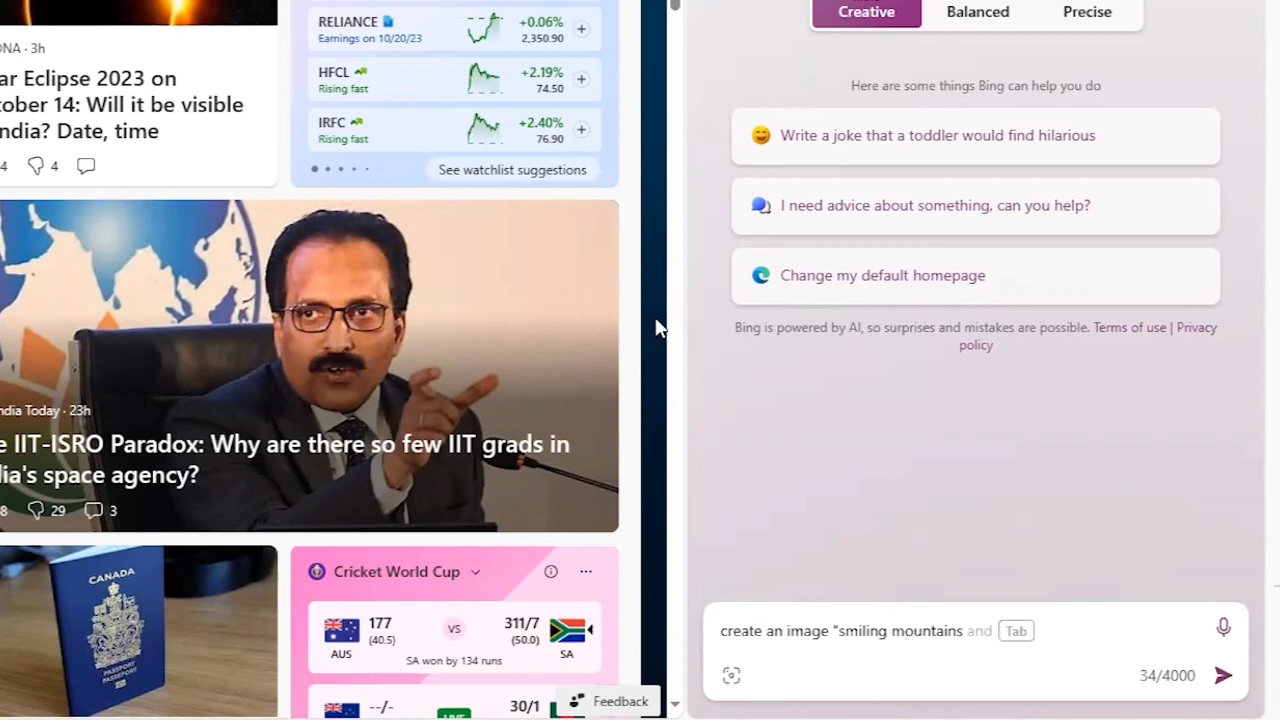 RELIANCE
Earnings on 10/20/23
+0.06%
2,350.90
HFCL
Rising fast
+2.19%
74.50
IRFC
Rising fast
+2.40%
76.90
See watchlist suggestions
DNA · 3h
ar Eclipse 2023 on
tober 14: Will it be visible
India? Date, time
4
4
India Today · 23h
e IIT-ISRO Paradox: Why are there so few IIT grads in
dia's space agency?
8
29
3
CANADA
PASSPORT
PASSEPORT
Cricket World Cup
177
(40.5)
AUS
VS
311/7
(50.0)
SA
SA won by 134 runs
--/-
LIVE
30/1
Feedback
Creative
Balanced
Precise
Here are some things Bing can help you do
Write a joke that a toddler would find hilarious
I need advice about something, can you help?
Change my default homepage
Bing is powered by AI, so surprises and mistakes are possible. Terms of use | Privacy
policy
create an image "smiling mountains and Tab
34/4000